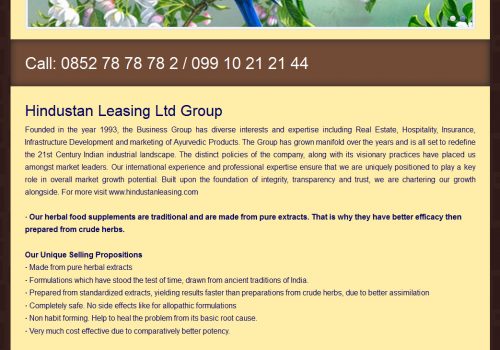 Call: 0852 78 78 78 2 / 099 10 21 21 44
Hindustan Leasing Ltd Group
Founded in the year 1993, the Business Group has diverse interests and expertise including Real Estate, Hospitality, Insurance,
Infrastructure Development and marketing of Ayurvedic Products. The Group has grown manifold over the years and is all set to redefine
the 21st Century Indian industrial landscape. The distinct policies of the company, along with its visionary practices have placed us
amongst market leaders. Our international experience and professional expertise ensure that we are uniquely positioned to play a key
role in overall market growth potential. Built upon the foundation of integrity, transparency and trust, we are chartering our growth
alongside. For more visit www.hindustanleasing.com
· Our herbal food supplements are traditional and are made from pure extracts. That is why they have better efficacy then
prepared from crude herbs.
Our Unique Selling Propositions
· Made from pure herbal extracts
· Formulations which have stood the test of time, drawn from ancient traditions of India.
· Prepared from standardized extracts, yielding results faster than preparations from crude herbs, due to better assimilation
· Completely safe. No side effects like for allopathic formulations
· Non habit forming. Help to heal the problem from its basic root cause.
· Very much cost effective due to comparatively better potency.